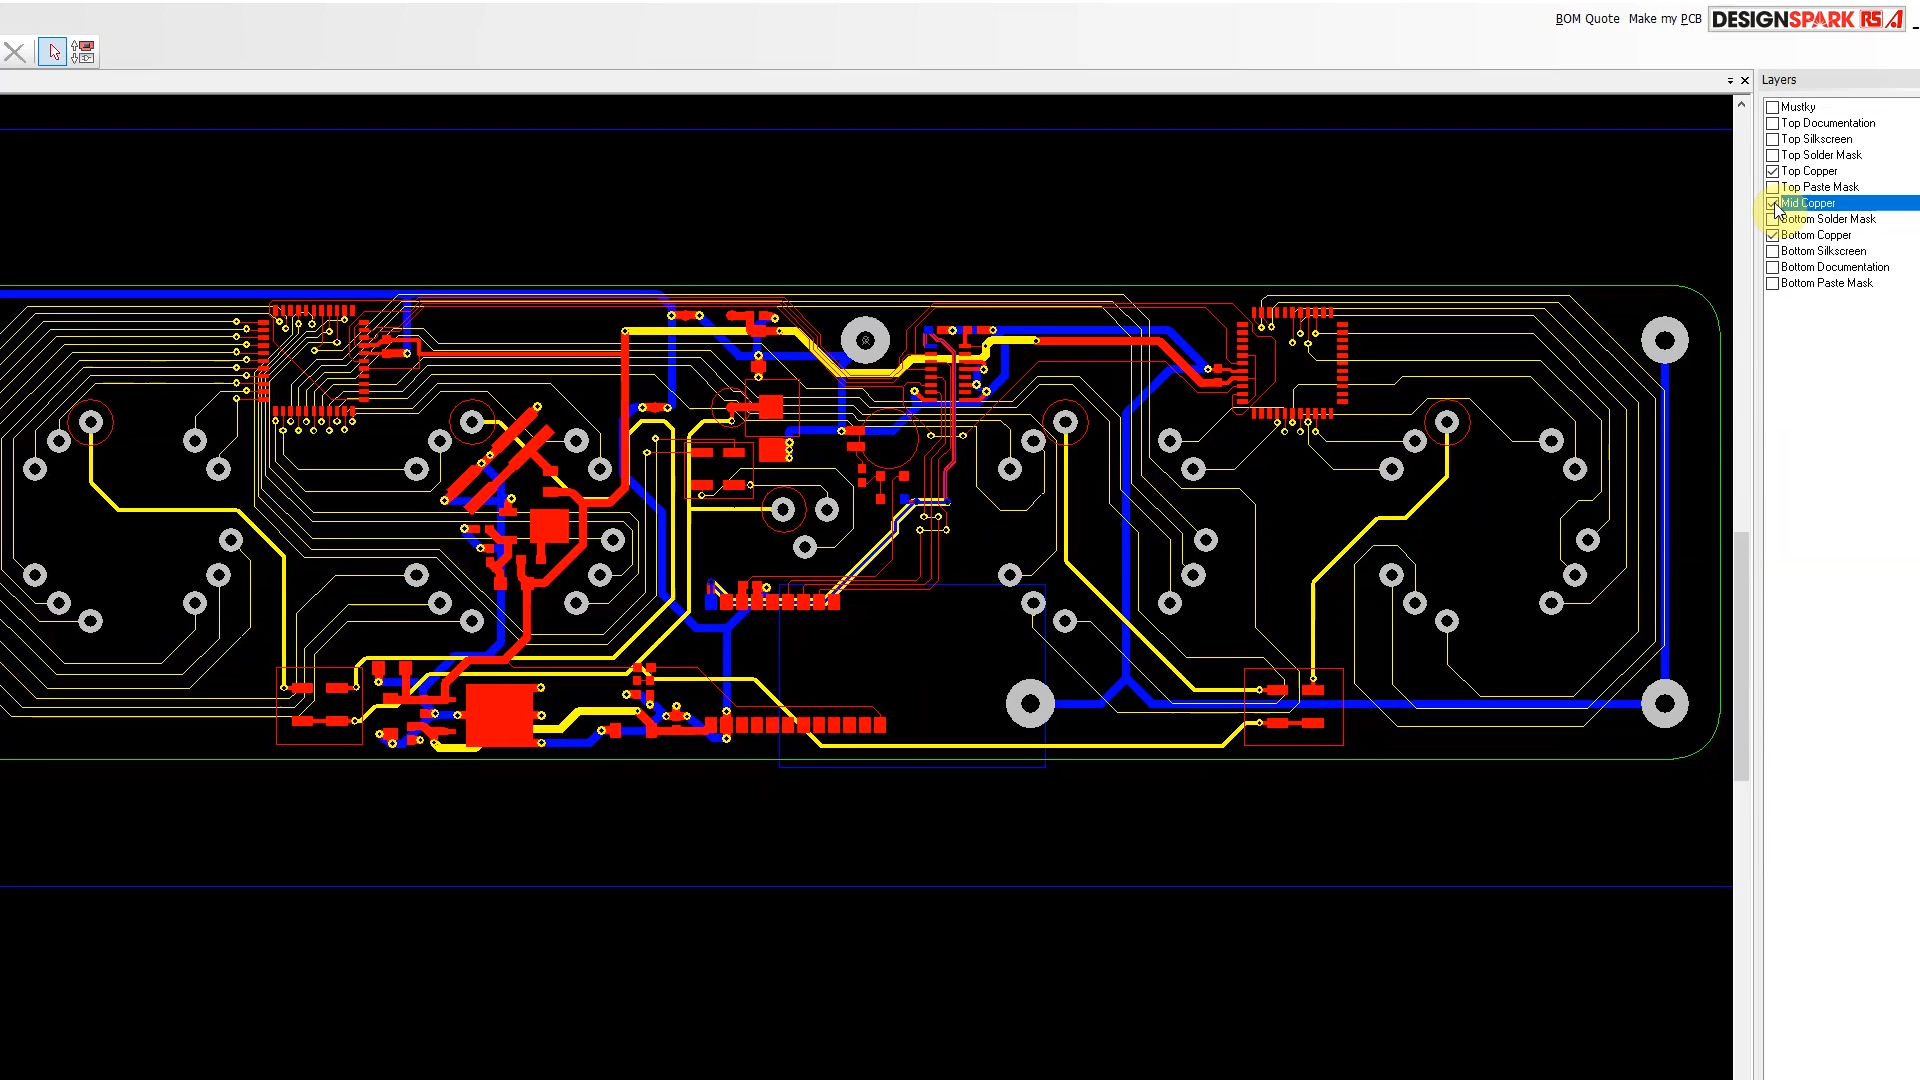 BOM Quote Make my PCB DESIGNSPARK RS
Layers
Mustky
Top Documentation
Top Silkscreen
Top Solder Mask
Top Copper
Top Paste Mask
Mid Copper
Bottom Solder Mask
Bottom Copper
Bottom Silkscreen
Bottom Documentation
Bottom Paste Mask